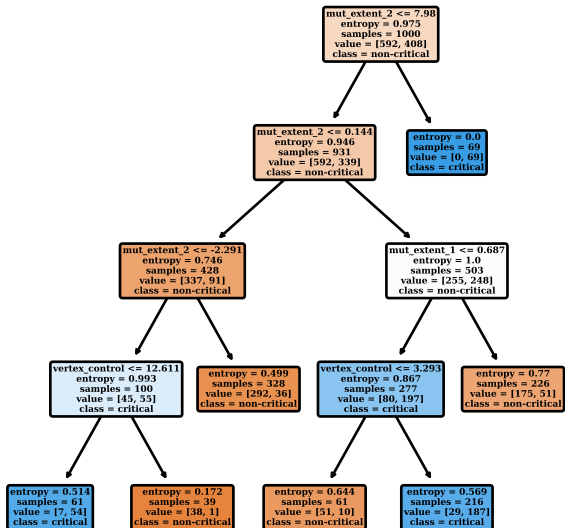 mut_extent_2 <= 7.98
entropy = 0.975
samples = 1000
value = [592, 408]
class = non-critical
mut_extent_2 <= 0.144
entropy = 0.946
samples = 931
value = [592, 339]
class = non-critical
entropy = 0.0
samples = 69
value = [0, 69]
class = critical
mut_extent_2 <= -2.291
entropy = 0.746
samples = 428
value = [337, 91]
class = non-critical
mut_extent_1 <= 0.687
entropy = 1.0
samples = 503
value = [255, 248]
class = non-critical
vertex_control <= 12.611
entropy = 0.993
samples = 100
value = [45, 55]
class = critical
entropy = 0.499
samples = 328
value = [292, 36]
class = non-critical
vertex_control <= 3.293
entropy = 0.867
samples = 277
value = [80, 197]
class = critical
entropy = 0.77
samples = 226
value = [175, 51]
class = non-critical
entropy = 0.514
samples = 61
value = [7, 54]
class = critical
entropy = 0.172
samples = 39
value = [38, 1]
class = non-critical
entropy = 0.644
samples = 61
value = [51, 10]
class = non-critical
entropy = 0.569
samples = 216
value = [29, 187]
class = critical